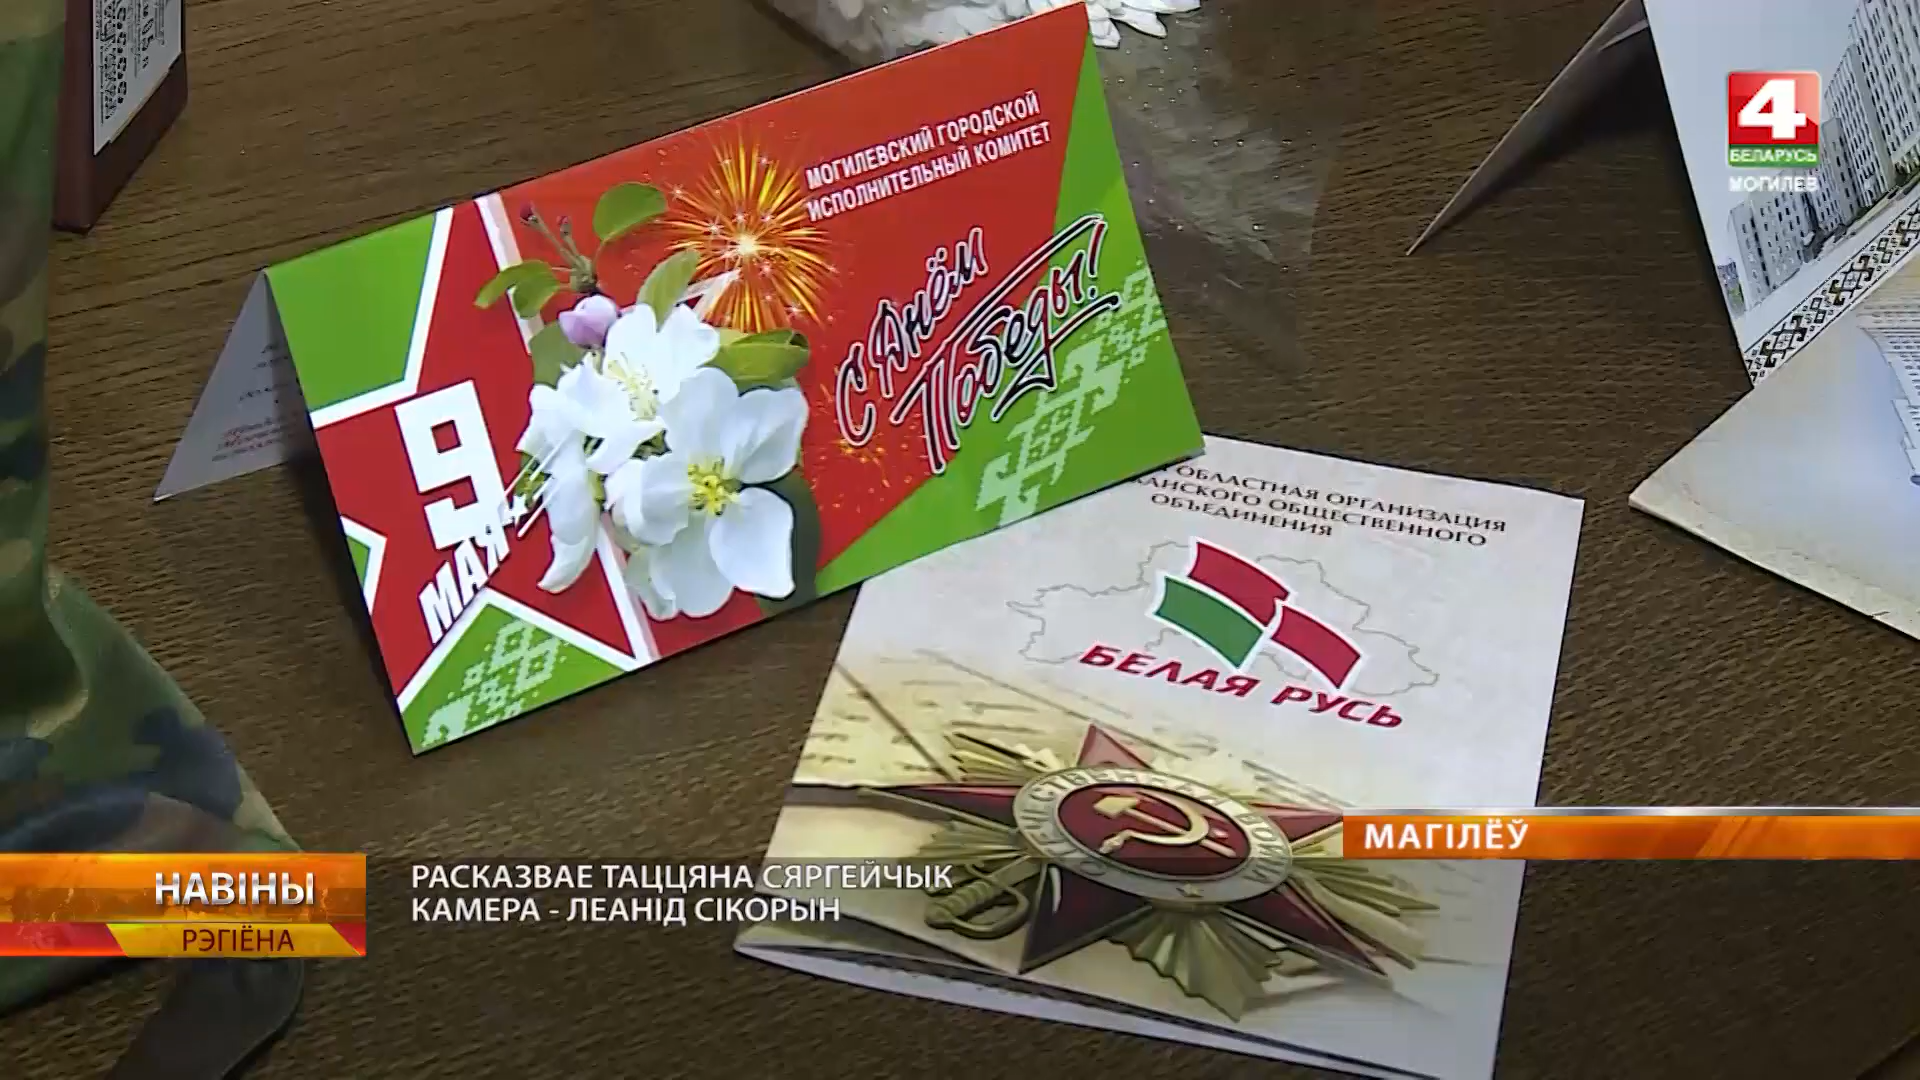 МОГИЛЕВСКИЙ ГОРОДСКОЙ
ИСПОЛНИТЕЛЬНЫЙ КОМИТЕТ
С Днём
Победы!
9
МАЯ
4
БЕЛАРУСЬ
МОГИЛЕВ
ОБЛАСТНАЯ ОРГАНИЗАЦИЯ
ОБЩЕСТВЕННОГО
ОБЪЕДИНЕНИЯ
БЕЛАЯ РУСЬ
МАГІЛЁЎ
НАВІНЫ
РЭГІЁНА
РАСКАЗВАЕ ТАЦЦЯНА СЯРГЕЙЧЫК
КАМЕРА - ЛЕАНІД СІКОРЫН